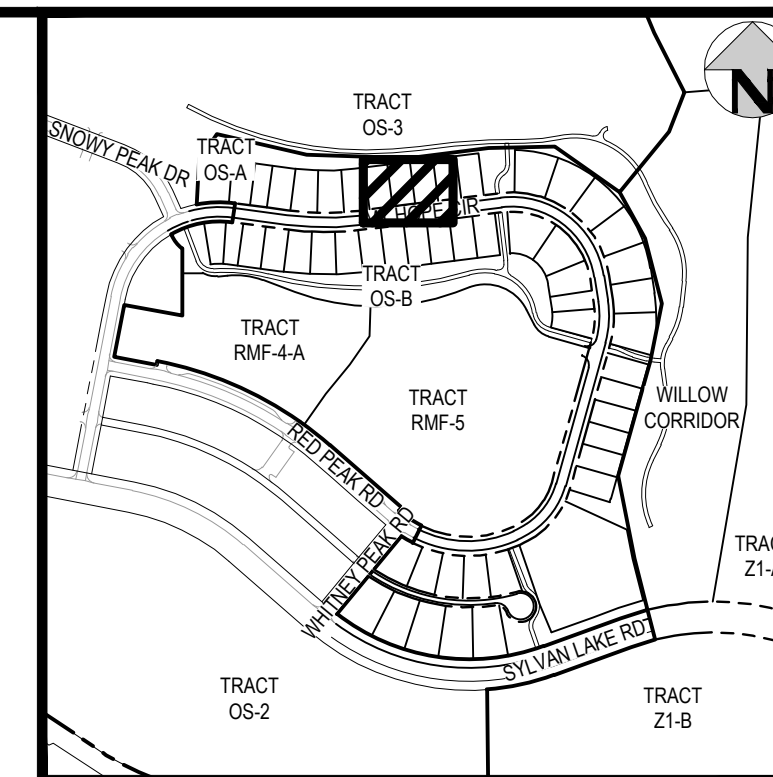 N
TRACT
OS-3
SNOWY PEAK DR
TRACT
OS-A
HOPE CIR
TRACT
OS-B
TRACT
RMF-4-A
TRACT
RMF-5
WILLOW
CORRIDOR
RED PEAK RD
WHITNEY PEAK RD
SYLVAN LAKE RD
TRACT
OS-2
TRACT
Z1-B